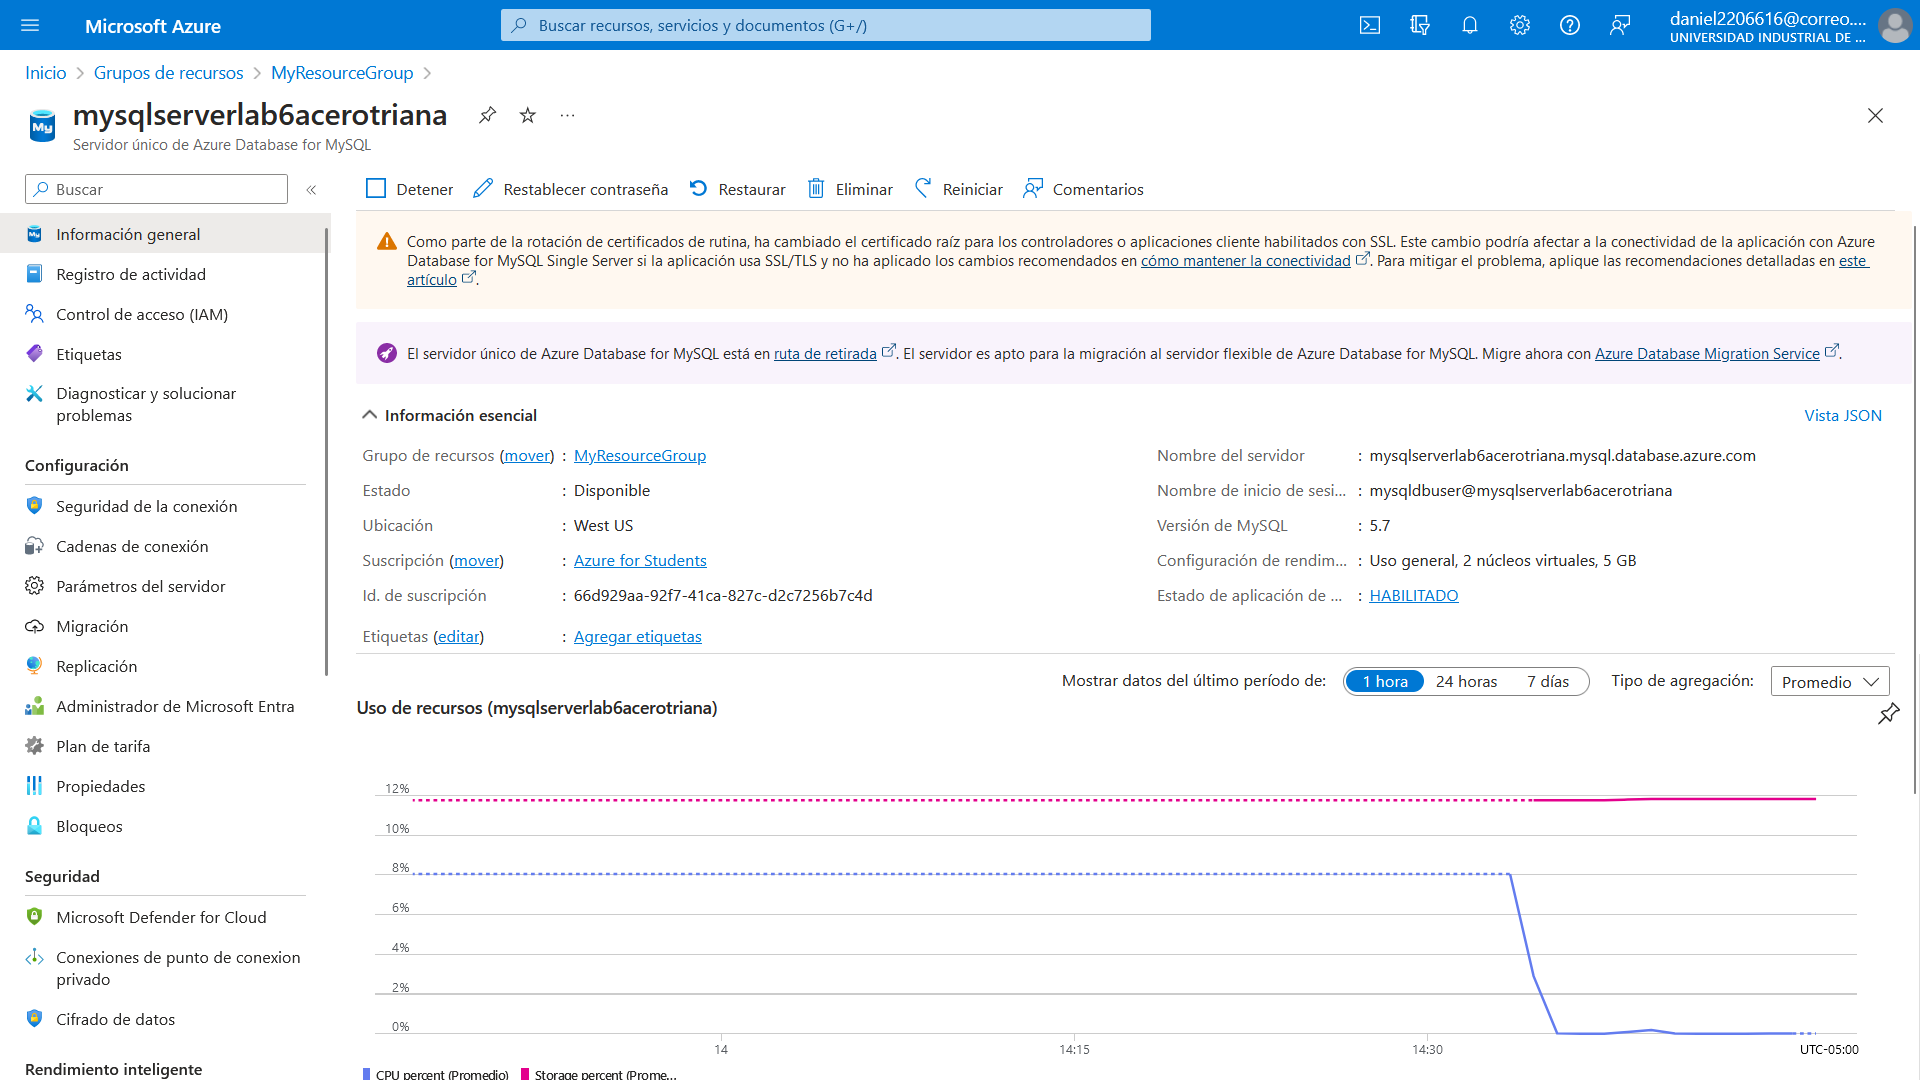 Microsoft Azure
Buscar recursos, servicios y documentos (G+/)
daniel2206616@correo....
UNIVERSIDAD INDUSTRIAL DE ...
Inicio > Grupos de recursos > MyResourceGroup >
mysqlserverlab6acerotriana
...
Servidor único de Azure Database for MySQL
Buscar
Información general
Registro de actividad
Control de acceso (IAM)
Etiquetas
Diagnosticar y solucionar
problemas
Configuración
Seguridad de la conexión
Cadenas de conexión
Parámetros del servidor
Migración
Replicación
Administrador de Microsoft Entra
Plan de tarifa
Propiedades
Bloqueos
Seguridad
Microsoft Defender for Cloud
Conexiones de punto de conexion
privado
Cifrado de datos
Rendimiento inteligente
Detener Restablecer contraseña Restaurar Eliminar Reiniciar Comentarios
Como parte de la rotación de certificados de rutina, ha cambiado el certificado raíz para los controladores o aplicaciones cliente habilitados con SSL. Este cambio podría afectar a la conectividad de la aplicación con Azure
Database for MySQL Single Server si la aplicación usa SSL/TLS y no ha aplicado los cambios recomendados en cómo mantener la conectividad. Para mitigar el problema, aplique las recomendaciones detalladas en este
artículo.
El servidor único de Azure Database for MySQL está en ruta de retirada. El servidor es apto para la migración al servidor flexible de Azure Database for MySQL. Migre ahora con Azure Database Migration Service.
Información esencial
Vista JSON
Grupo de recursos (mover) : MyResourceGroup
Estado : Disponible
Ubicación : West US
Suscripción (mover) : Azure for Students
Id. de suscripción : 66d929aa-92f7-41ca-827c-d2c7256b7c4d
Etiquetas (editar) : Agregar etiquetas
Nombre del servidor : mysqlserverlab6acerotriana.mysql.database.azure.com
Nombre de inicio de sesi... : mysqldbuser@mysqlserverlab6acerotriana
Versión de MySQL : 5.7
Configuración de rendim... : Uso general, 2 núcleos virtuales, 5 GB
Estado de aplicación de ... : HABILITADO
Mostrar datos del último período de: 1 hora 24 horas 7 días Tipo de agregación: Promedio
Uso de recursos (mysqlserverlab6acerotriana)
12%
10%
8%
6%
4%
2%
0%
14 14:15 14:30 UTC-05:00
CPU percent (Promedio) Storage percent (Prome...
My
My